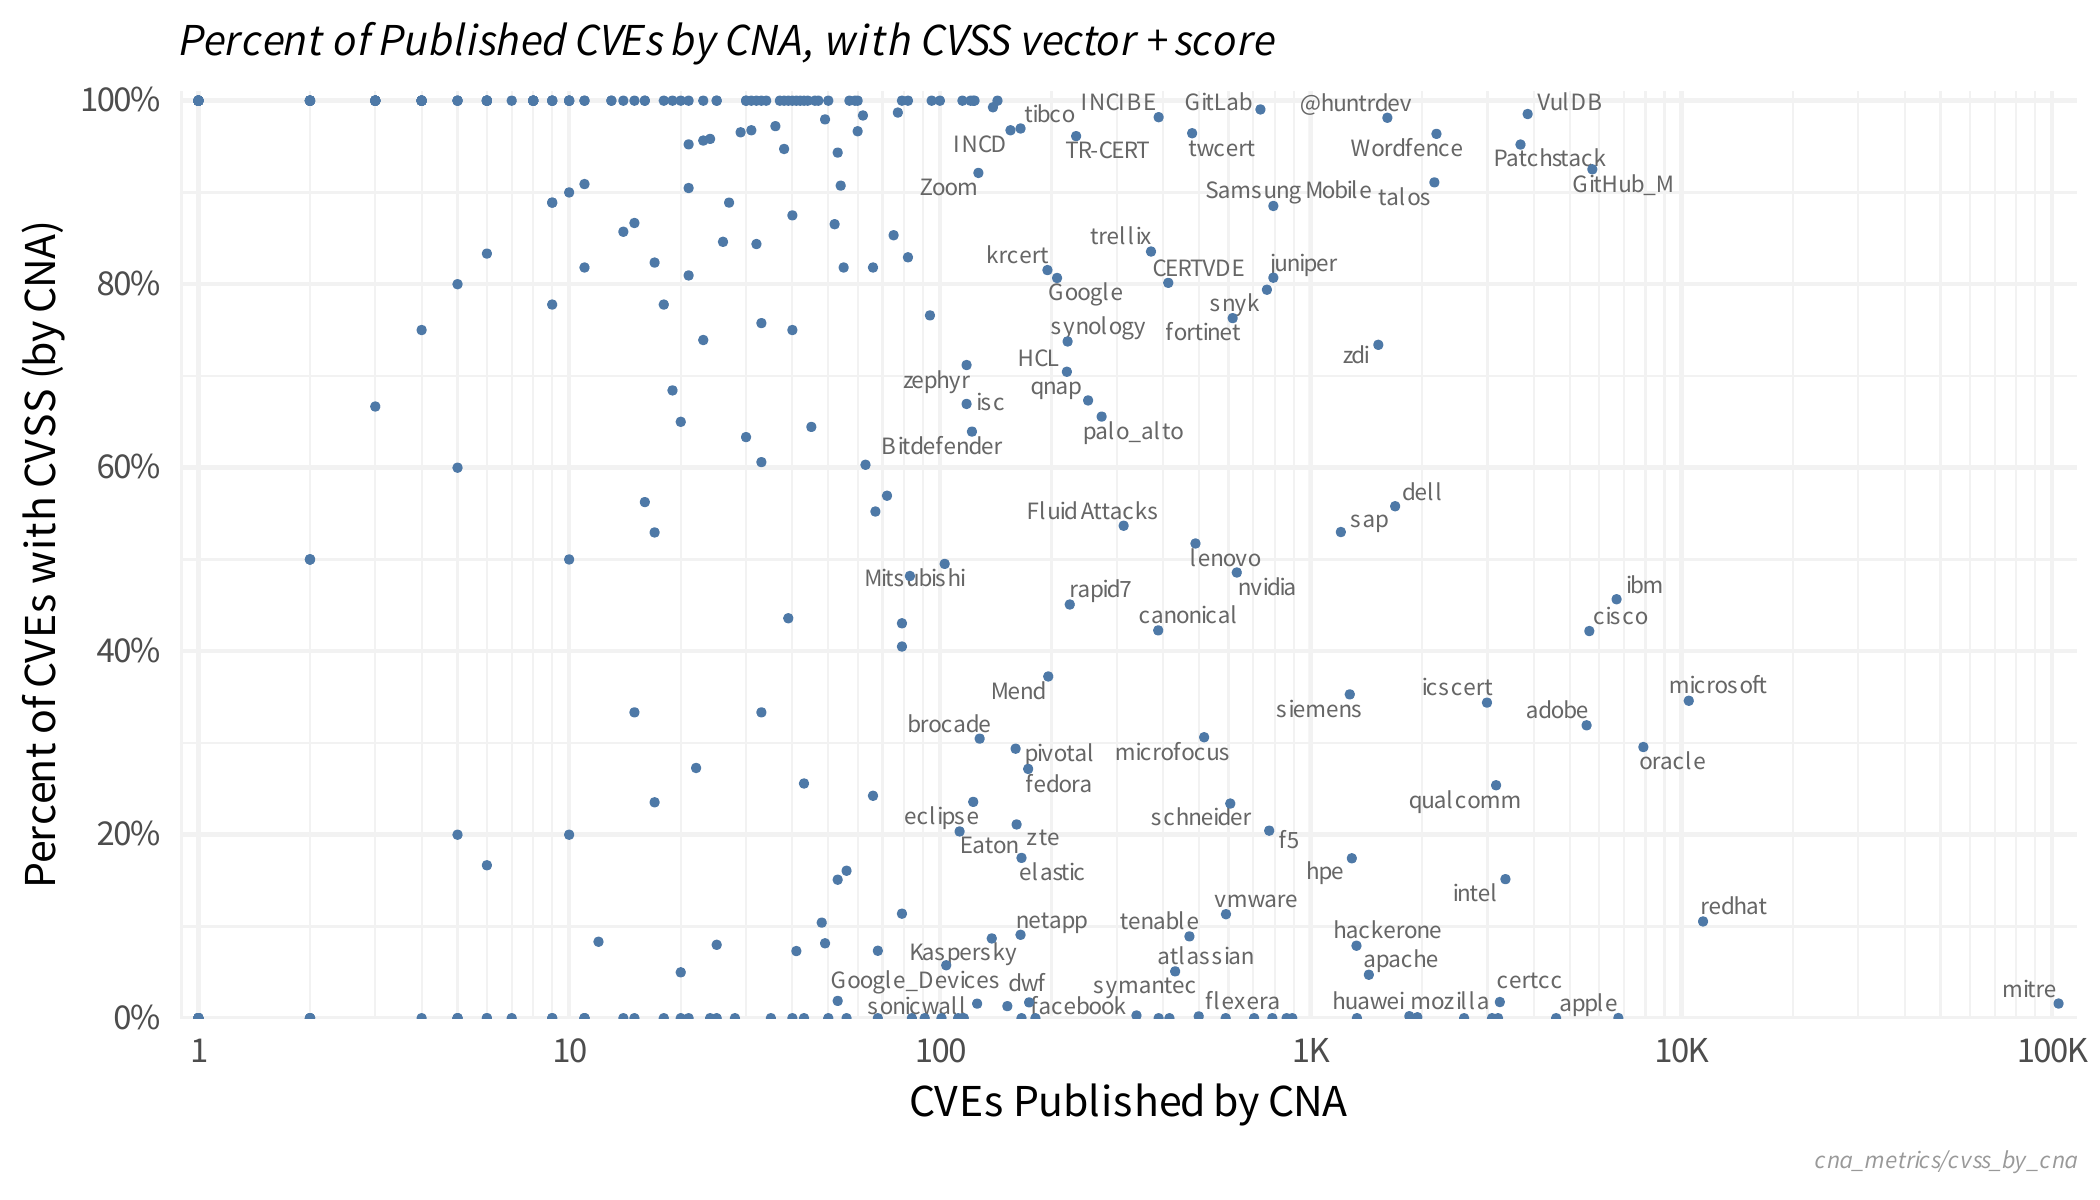 Percent of Published CVEs by CNA, with CVSS vector + score
Percent of CVEs with CVSS (by CNA)
100%
80%
60%
40%
20%
0%
INCIBE
GitLab
@huntrdev
VulDB
tibco
INCD
TR-CERT
twcert
Wordfence
Patchstack
Zoom
Samsung Mobile
talos
GitHub_M
trellix
krcert
CERTVDE
juniper
Google
snyk
synology
fortinet
HCL
zdi
zephyr
qnap
isc
palo_alto
Bitdefender
dell
Fluid Attacks
sap
lenovo
Mitsubishi
rapid7
nvidia
ibm
canonical
cisco
Mend
siemens
icscert
microsoft
brocade
adobe
pivotal
microfocus
oracle
fedora
qualcomm
eclipse
schneider
Eaton
zte
f5
elastic
hpe
intel
vmware
redhat
netapp
tenable
hackerone
Kaspersky
atlassian
apache
Google_Devices
dwf
symantec
certcc
mitre
sonicwall
facebook
flexera
huawei
mozilla
apple
1
10
100
1K
10K
100K
CVEs Published by CNA
cna_metrics/cvss_by_cna